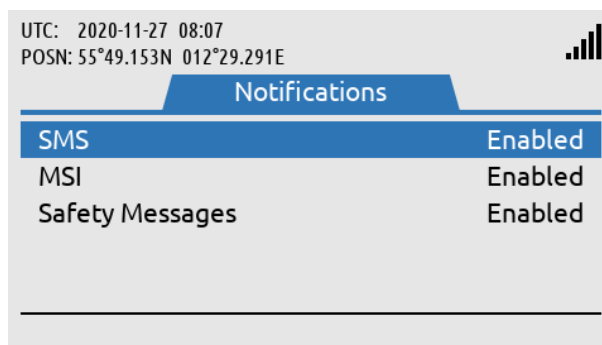 UTC: 2020-11-27 08:07
POSN: 55°49.153N 012°29.291E
Notifications
SMS Enabled
MSI Enabled
Safety Messages Enabled